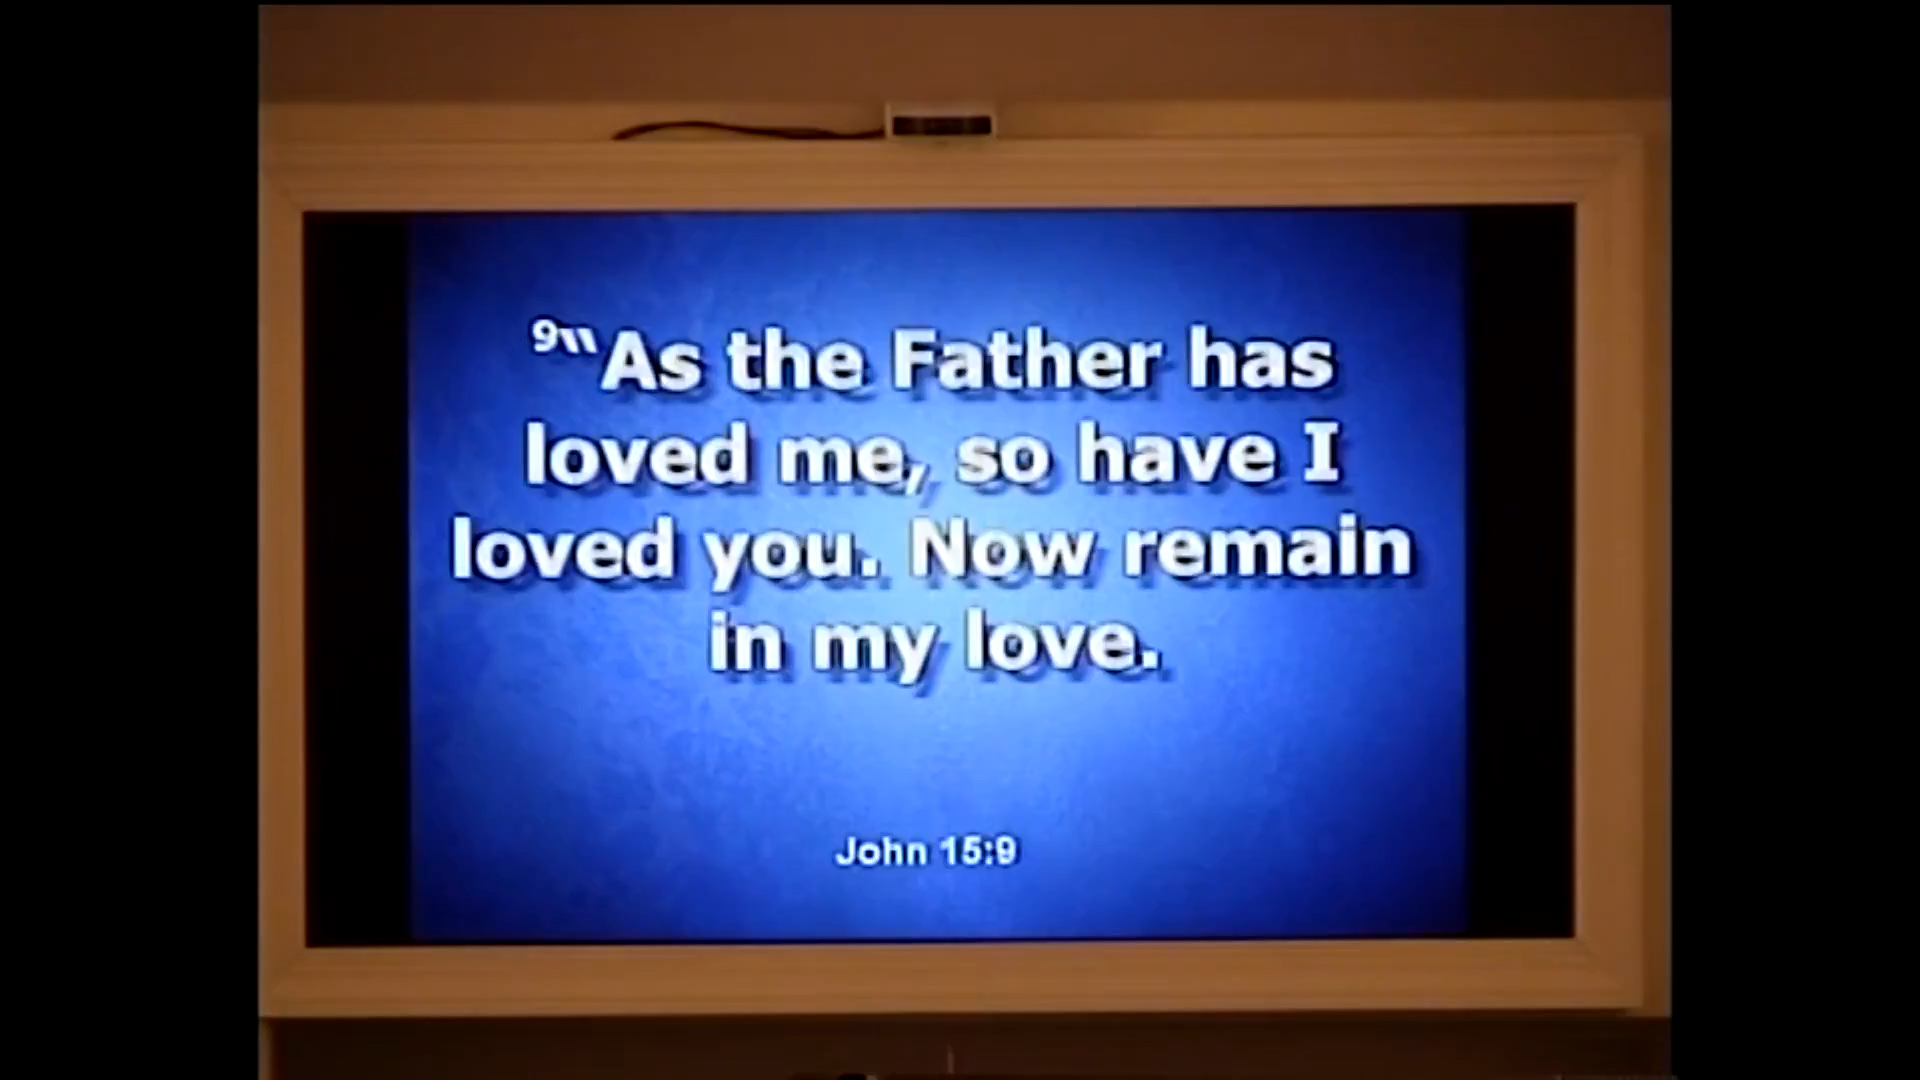 ⁹“As the Father has
loved me, so have I
loved you. Now remain
in my love.
John 15:9